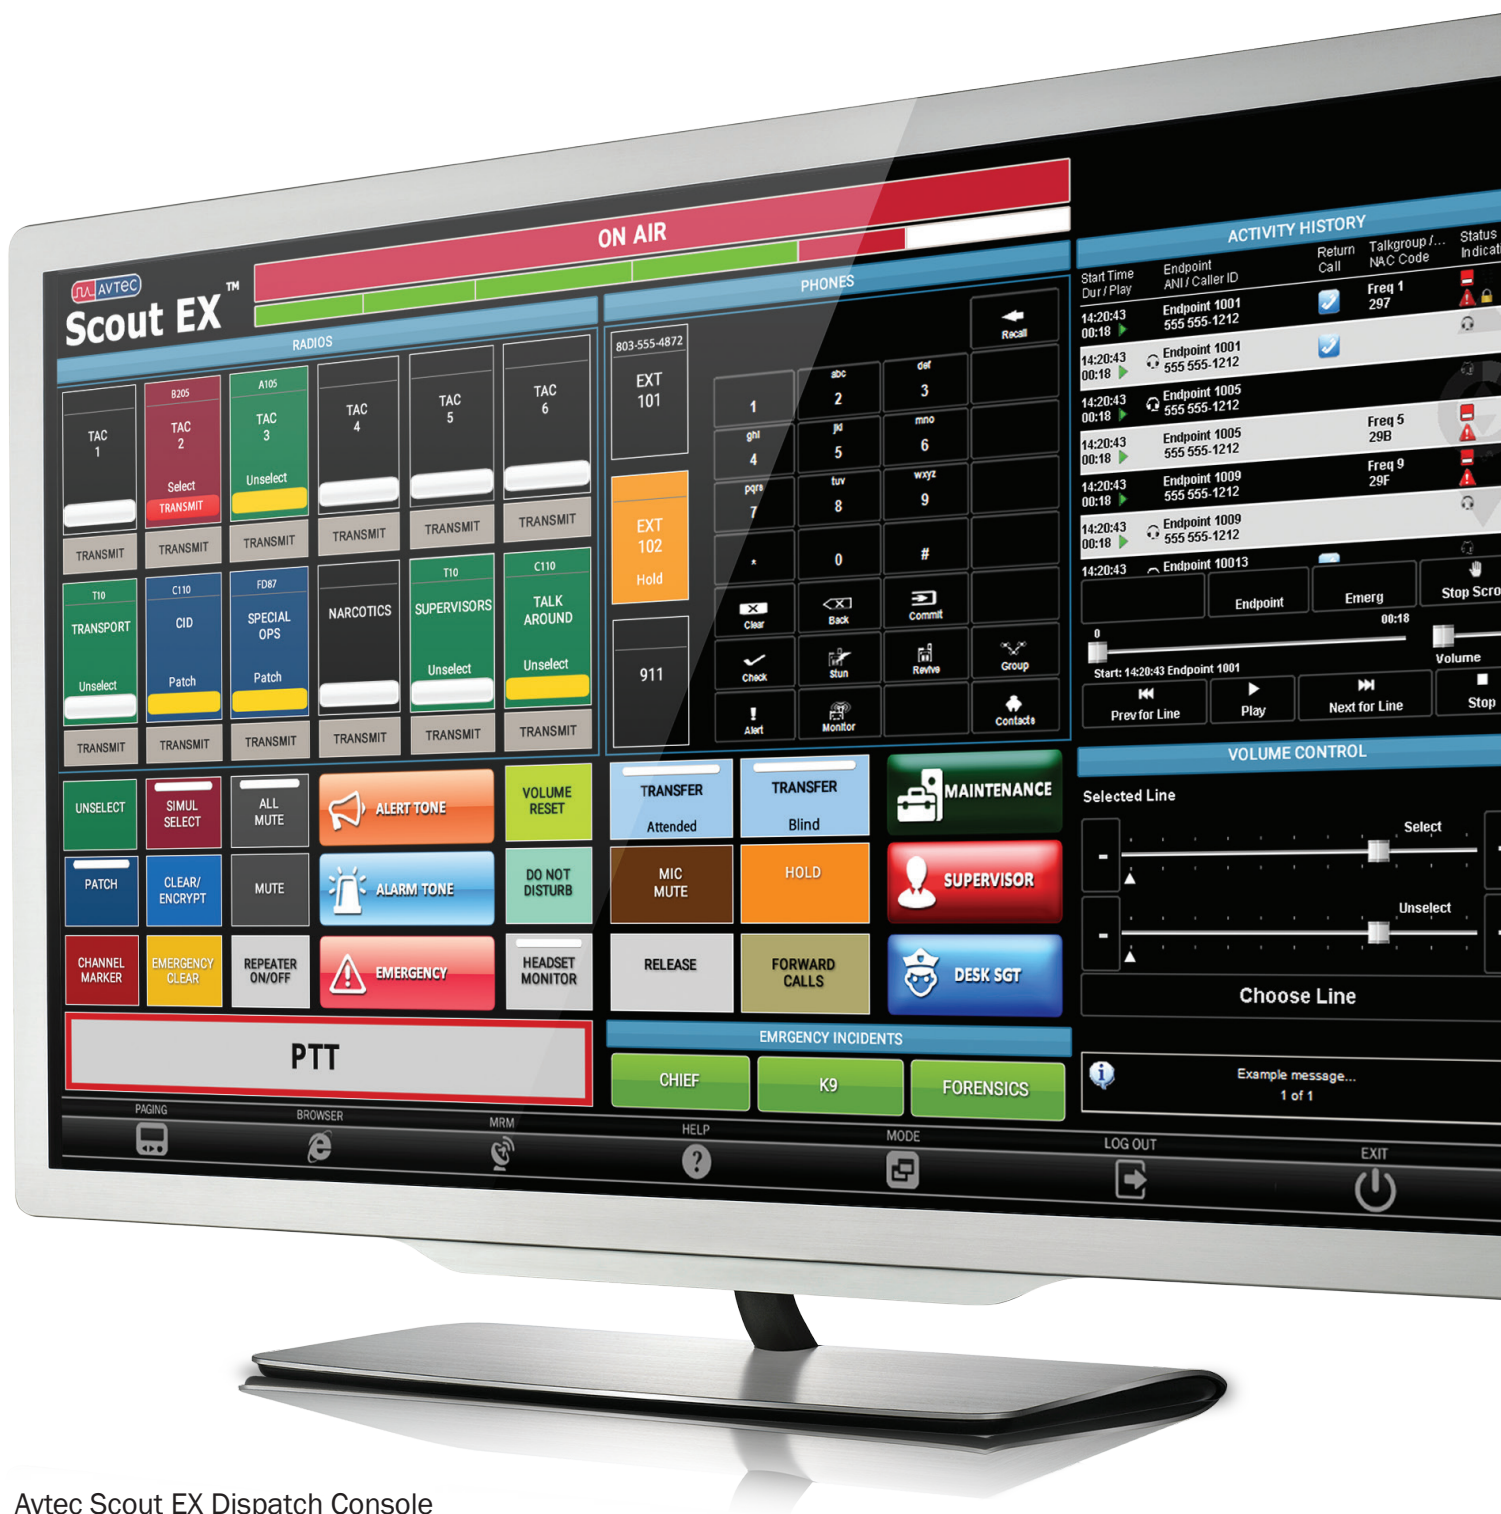 AVTEC
Scout EX™
ON AIR
RADIOS
TAC
1
TRANSMIT
B205
TAC
2
Select
TRANSMIT
TRANSMIT
A105
TAC
3
Unselect
TRANSMIT
TAC
4
TRANSMIT
TAC
5
TRANSMIT
TAC
6
TRANSMIT
T10
TRANSPORT
Unselect
TRANSMIT
C110
CID
Patch
TRANSMIT
FD87
SPECIAL
OPS
Patch
TRANSMIT
NARCOTICS
TRANSMIT
T10
SUPERVISORS
Unselect
TRANSMIT
C110
TALK
AROUND
Unselect
TRANSMIT
UNSELECT
SIMUL
SELECT
ALL
MUTE
ALERT TONE
VOLUME
RESET
PATCH
CLEAR/
ENCRYPT
MUTE
ALARM TONE
DO NOT
DISTURB
CHANNEL
MARKER
EMERGENCY
CLEAR
REPEATER
ON/OFF
EMERGENCY
HEADSET
MONITOR
PTT
PHONES
803-555-4872
EXT
101
EXT
102
Hold
911
Recall
1
abc
2
def
3
ghi
4
jkl
5
mno
6
pqrs
7
tuv
8
wxyz
9
*
0
#
Clear
Back
Commit
Check
Stun
Revive
Group
Alert
Monitor
Contacts
TRANSFER
Attended
TRANSFER
Blind
MAINTENANCE
MIC
MUTE
HOLD
SUPERVISOR
RELEASE
FORWARD
CALLS
DESK SGT
EMRGENCY INCIDENTS
CHIEF
K9
FORENSICS
ACTIVITY HISTORY
Start Time
Dur / Play
Endpoint
ANI / Caller ID
Return
Call
Talkgroup /...
NAC Code
Status
Indicati
14:20:43
00:18
Endpoint 1001
555 555-1212
Freq 1
297
14:20:43
00:18
Endpoint 1001
555 555-1212
14:20:43
00:18
Endpoint 1005
555 555-1212
14:20:43
00:18
Endpoint 1005
555 555-1212
Freq 5
29B
14:20:43
00:18
Endpoint 1009
555 555-1212
Freq 9
29F
14:20:43
00:18
Endpoint 1009
555 555-1212
14:20:43
Endpoint 10013
Endpoint
Emerg
Stop Scro
0
00:18
Volume
Start: 14:20:43 Endpoint 1001
Prev for Line
Play
Next for Line
Stop
VOLUME CONTROL
Selected Line
Select
-
Unselect
-
Choose Line
Example message...
1 of 1
PAGING
BROWSER
MRM
HELP
MODE
LOG OUT
EXIT
Avtec Scout EX Dispatch Console